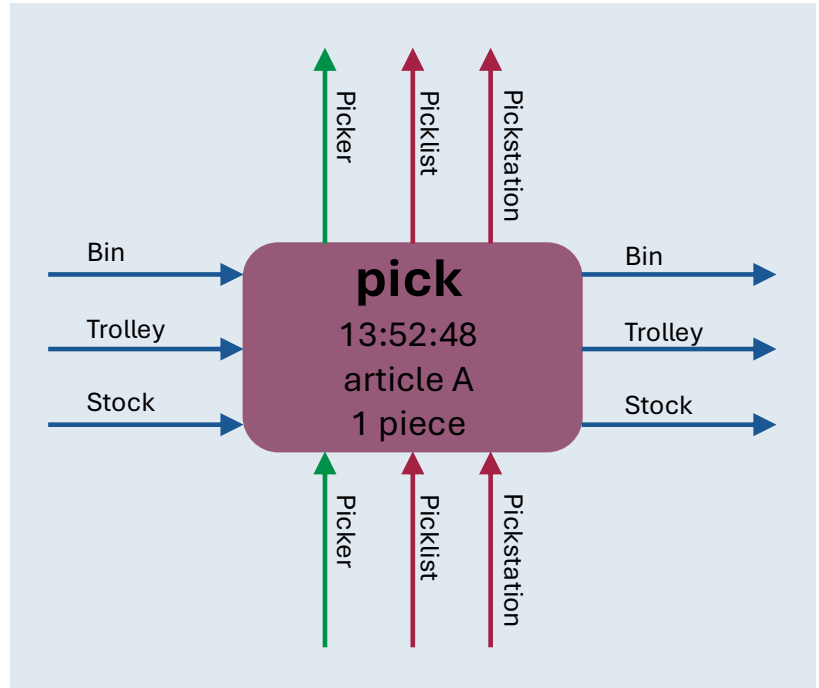 Picker
Picklist
Pickstation
Bin
Trolley
Stock
pick
13:52:48
article A
1 piece
Bin
Trolley
Stock
Picker
Picklist
Pickstation